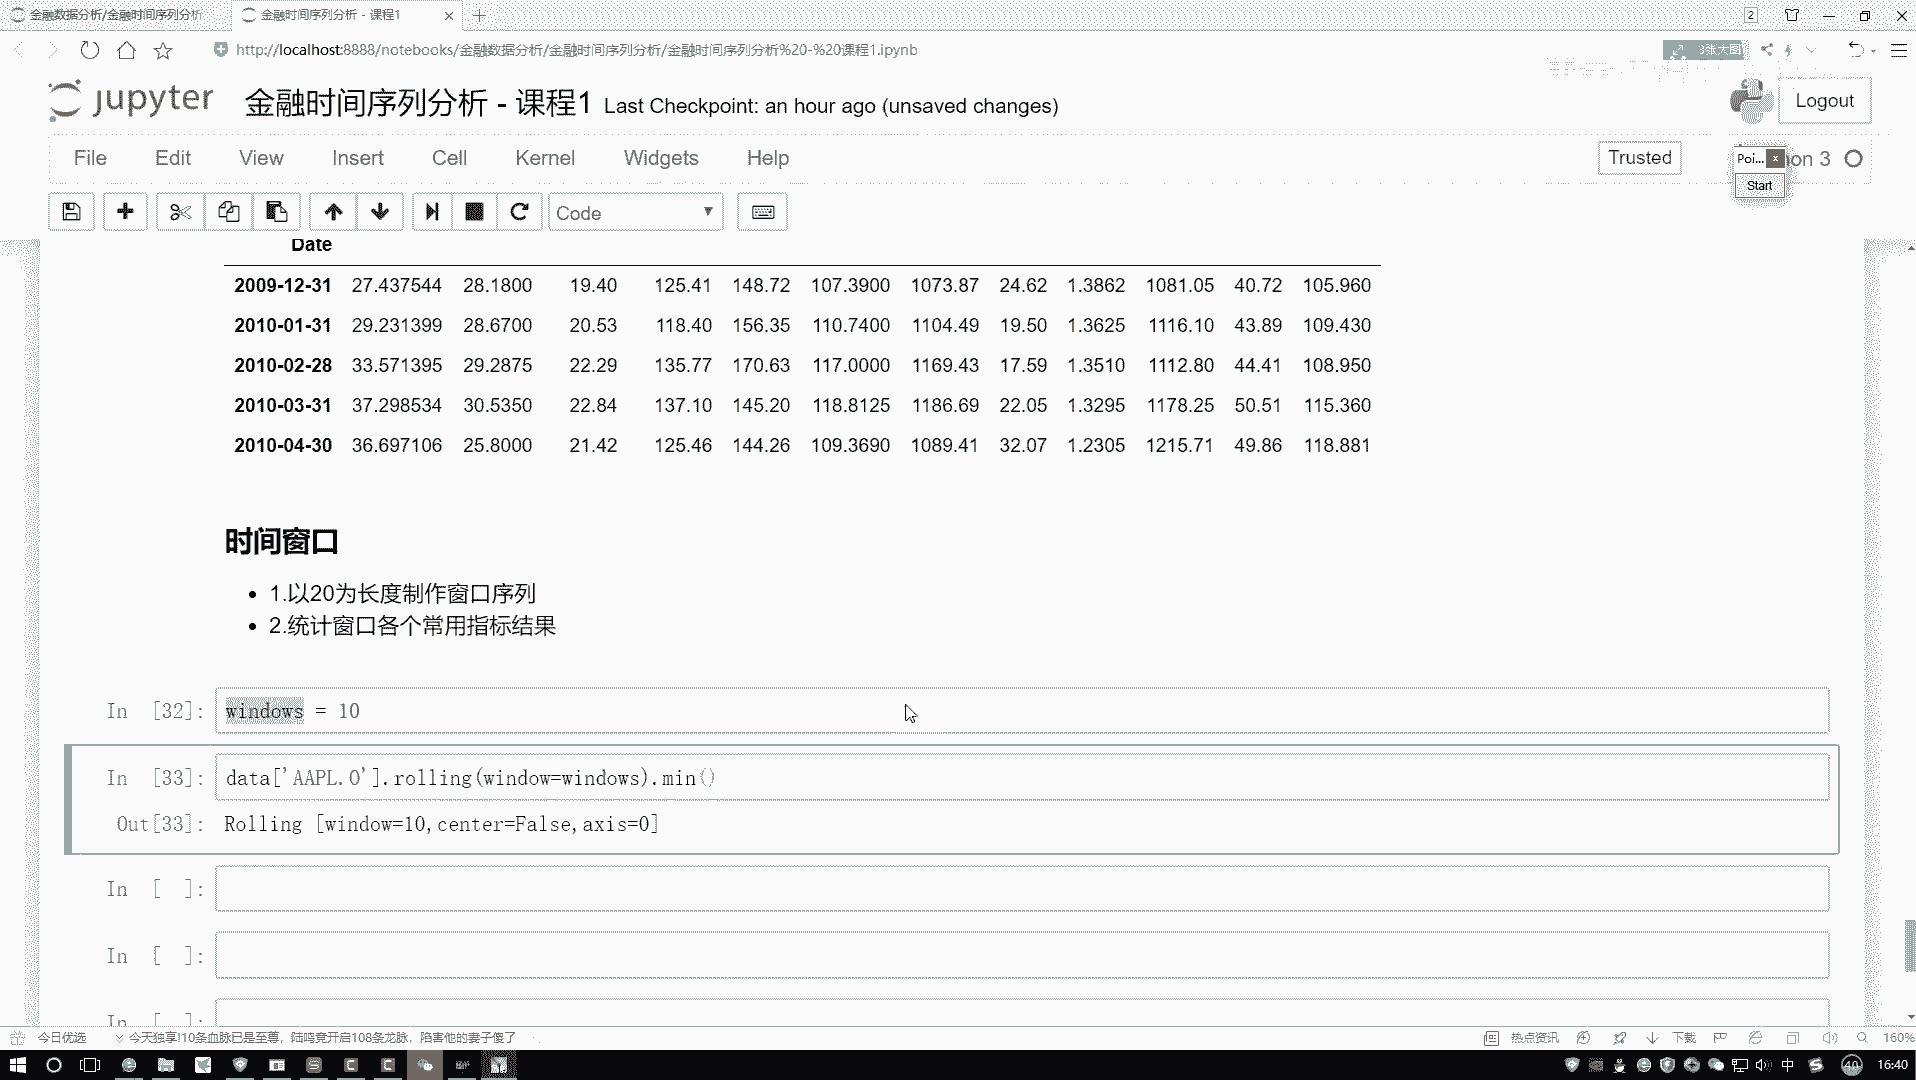 金融数据分析/金融时间序列分析
金融时间序列分析 - 课程1
2
http://localhost:8888/notebooks/金融数据分析/金融时间序列分析/金融时间序列分析%20-%20课程1.ipynb
3张大图
jupyter
金融时间序列分析 - 课程1 Last Checkpoint: an hour ago (unsaved changes)
Logout
File Edit View Insert Cell Kernel Widgets Help
Trusted
Poi... on 3
Start
Code
Date
2009-12-31 27.437544 28.1800 19.40 125.41 148.72 107.3900 1073.87 24.62 1.3862 1081.05 40.72 105.960
2010-01-31 29.231399 28.6700 20.53 118.40 156.35 110.7400 1104.49 19.50 1.3625 1116.10 43.89 109.430
2010-02-28 33.571395 29.2875 22.29 135.77 170.63 117.0000 1169.43 17.59 1.3510 1112.80 44.41 108.950
2010-03-31 37.298534 30.5350 22.84 137.10 145.20 118.8125 1186.69 22.05 1.3295 1178.25 50.51 115.360
2010-04-30 36.697106 25.8000 21.42 125.46 144.26 109.3690 1089.41 32.07 1.2305 1215.71 49.86 118.881
时间窗口
1.以20为长度制作窗口序列
2.统计窗口各个常用指标结果
In [32]: windows = 10
In [33]: data['AAPL.O'].rolling(window=windows).min()
Out[33]: Rolling [window=10,center=False,axis=0]
In [ ]:
In [ ]:
In [ ]:
今日优选 今天独享!10条血脉已是至尊，陆鸣竟开启108条龙脉，陷害他的妻子傻了
热点资讯 下载 160%
中 40 16:40